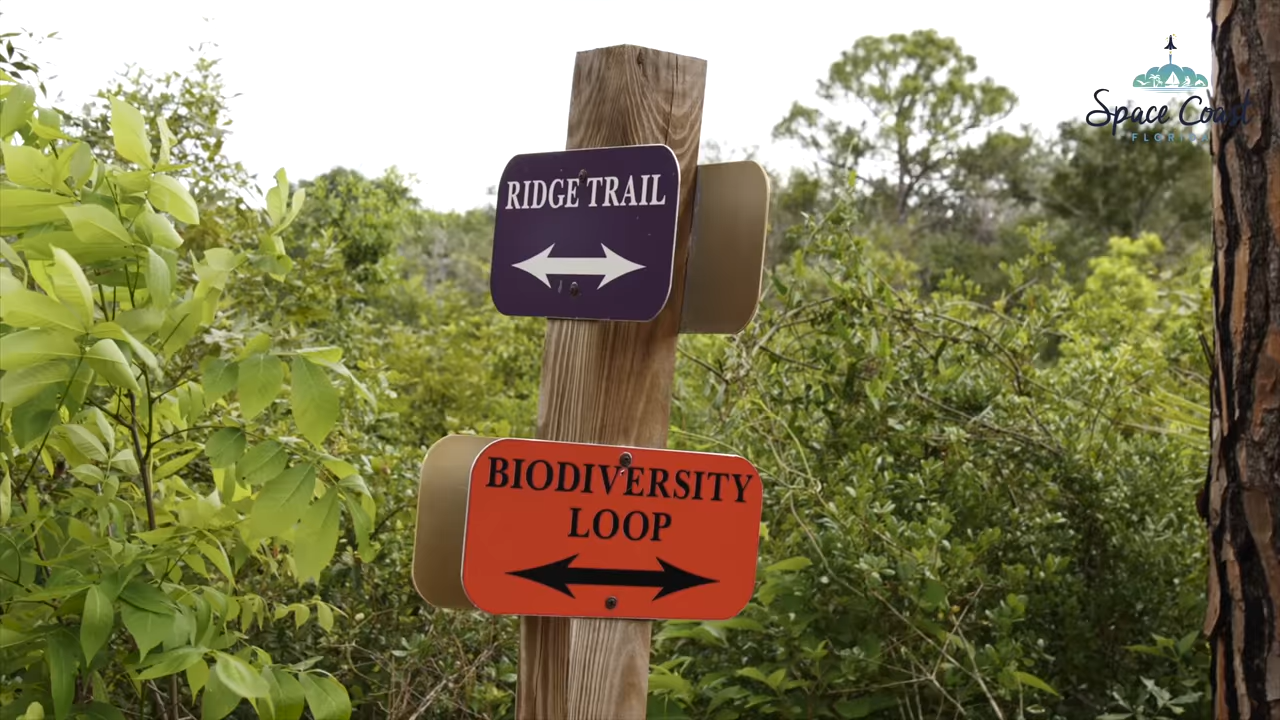 Space Coast
FLORIDA
RIDGE TRAIL
BIODIVERSITY
LOOP